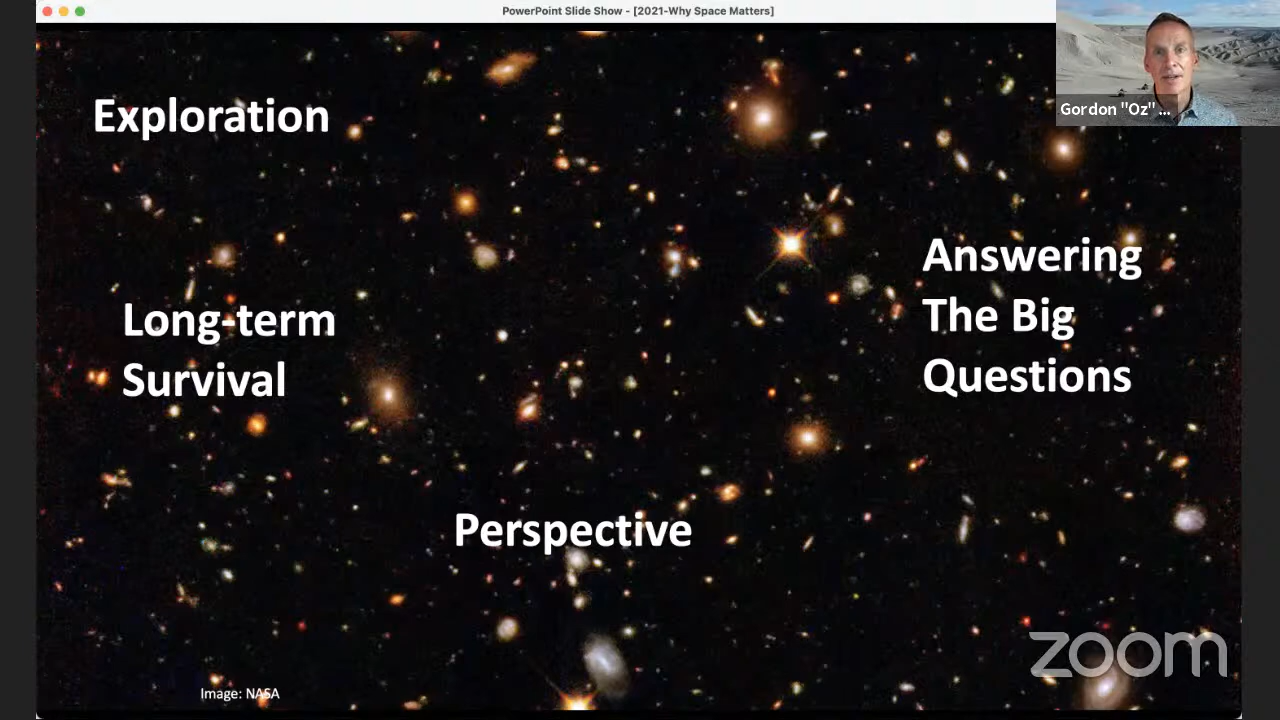 PowerPoint Slide Show - [2021-Why Space Matters]
Gordon "Oz" ...
Exploration
Answering
The Big
Questions
Long-term
Survival
Perspective
zoom
Image: NASA